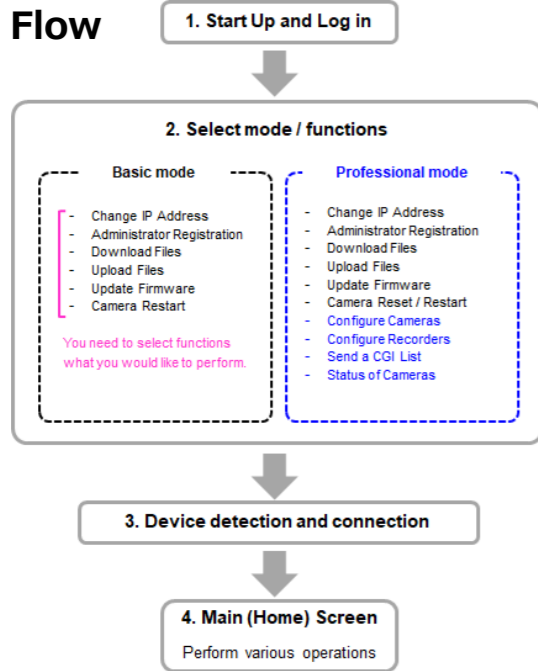 Flow
1. Start Up and Log in
2. Select mode / functions
Basic mode
- Change IP Address
- Administrator Registration
- Download Files
- Upload Files
- Update Firmware
- Camera Restart
You need to select functions
what you would like to perform.
Professional mode
- Change IP Address
- Administrator Registration
- Download Files
- Upload Files
- Update Firmware
- Camera Reset / Restart
- Configure Cameras
- Configure Recorders
- Send a CGI List
- Status of Cameras
3. Device detection and connection
4. Main (Home) Screen
Perform various operations